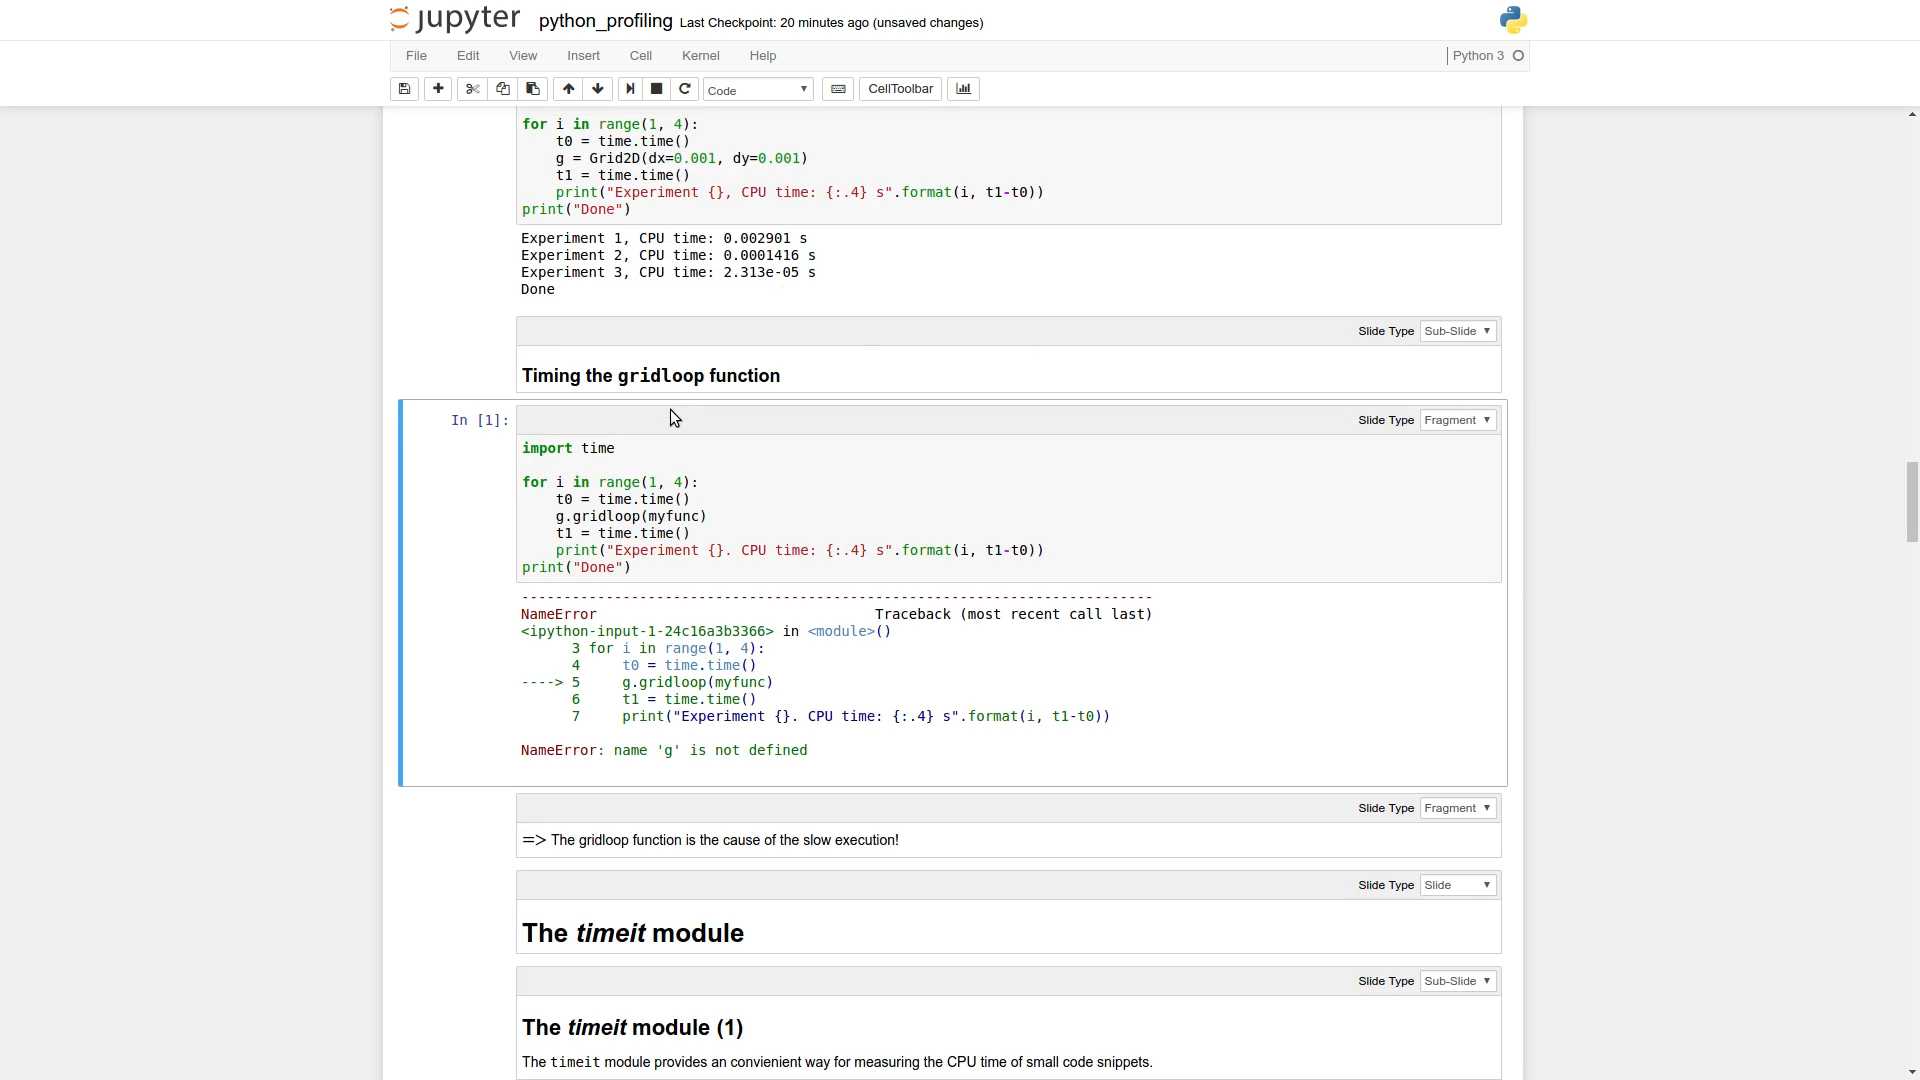 jupyter python_profiling Last Checkpoint: 20 minutes ago (unsaved changes)
File Edit View Insert Cell Kernel Help Python 3
Code CellToolbar
for i in range(1, 4):
    t0 = time.time()
    g = Grid2D(dx=0.001, dy=0.001)
    t1 = time.time()
    print("Experiment {}, CPU time: {:.4} s".format(i, t1-t0))
print("Done")
Experiment 1, CPU time: 0.002901 s
Experiment 2, CPU time: 0.0001416 s
Experiment 3, CPU time: 2.313e-05 s
Done
Slide Type Sub-Slide
Timing the gridloop function
In [1]: Slide Type Fragment
import time
for i in range(1, 4):
    t0 = time.time()
    g.gridloop(myfunc)
    t1 = time.time()
    print("Experiment {}. CPU time: {:.4} s".format(i, t1-t0))
print("Done")
---------------------------------------------------------------------------
NameError                                 Traceback (most recent call last)
<ipython-input-1-24c16a3b3366> in <module>()
      3 for i in range(1, 4):
      4     t0 = time.time()
----> 5     g.gridloop(myfunc)
      6     t1 = time.time()
      7     print("Experiment {}. CPU time: {:.4} s".format(i, t1-t0))
NameError: name 'g' is not defined
Slide Type Fragment
=> The gridloop function is the cause of the slow execution!
Slide Type Slide
The timeit module
Slide Type Sub-Slide
The timeit module (1)
The timeit module provides an convienient way for measuring the CPU time of small code snippets.